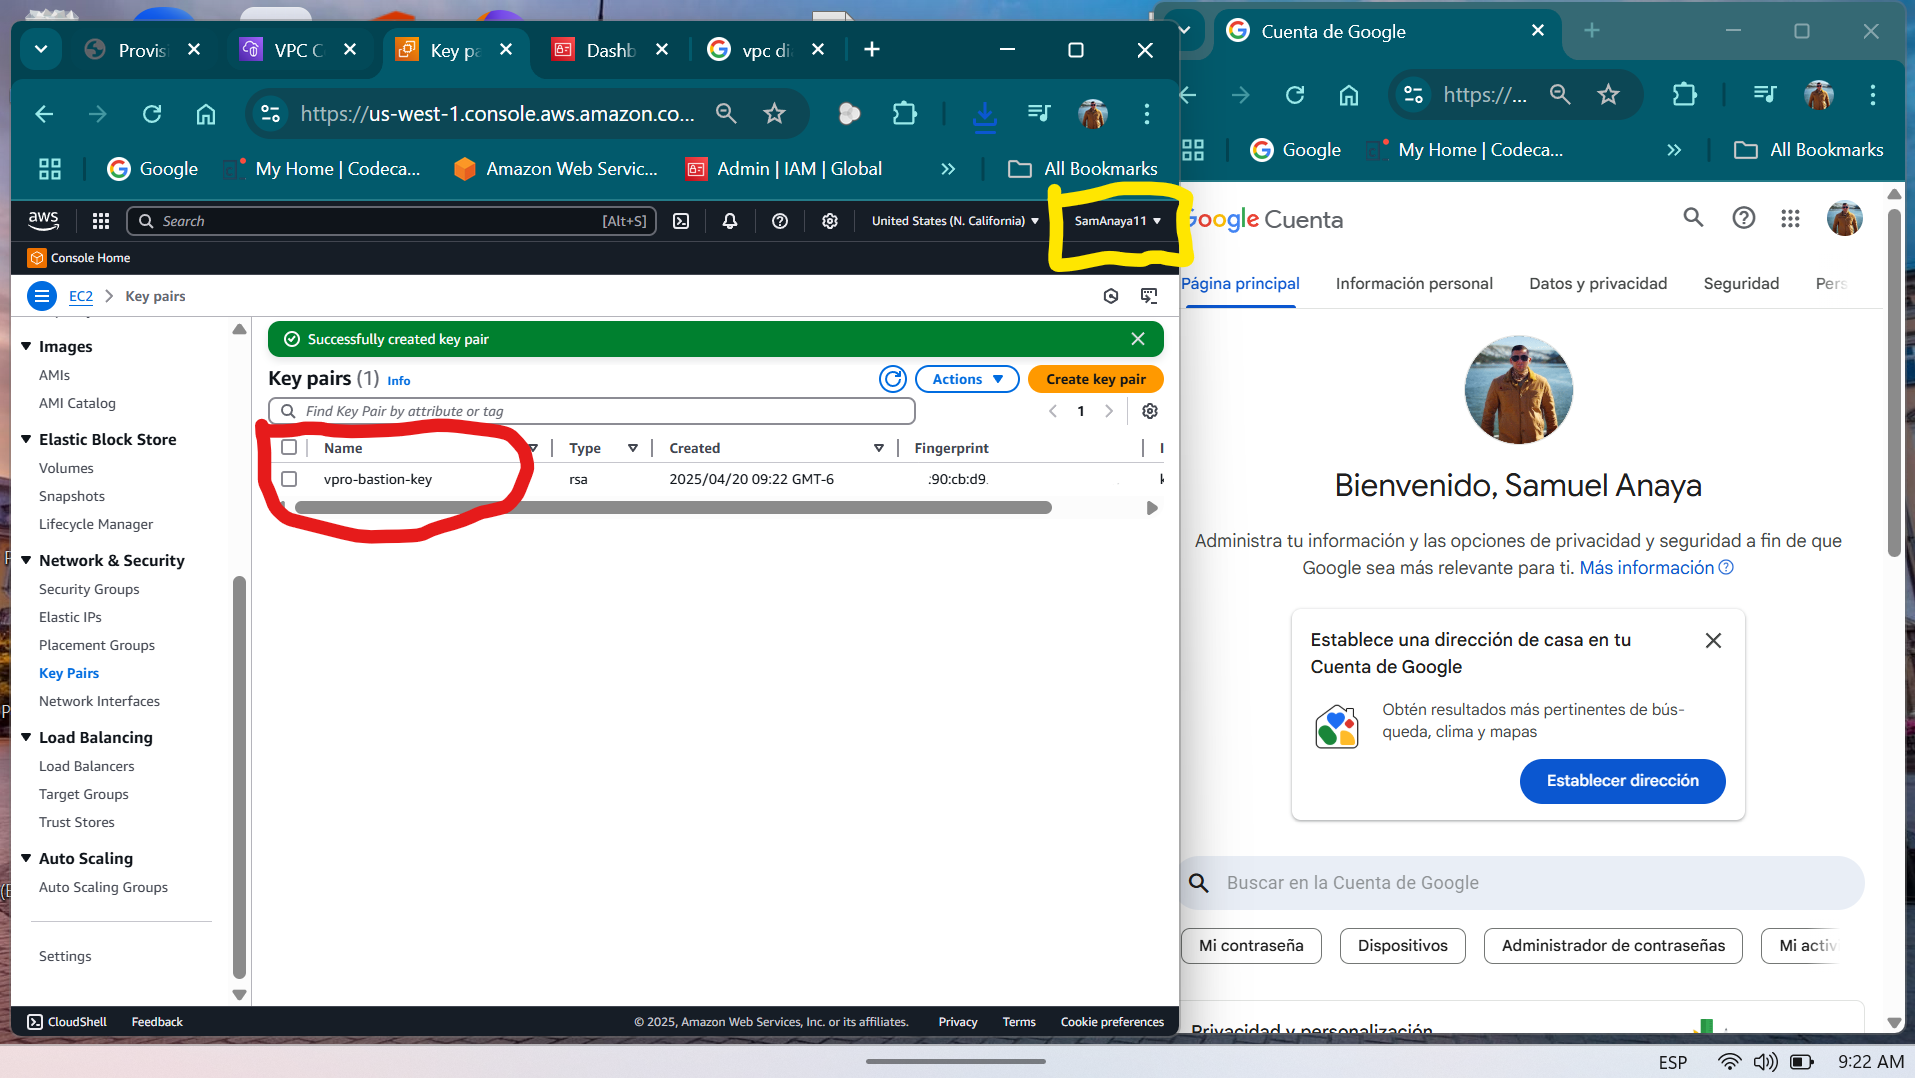 Provisi
VPC C
Key pa
Dashb
vpc di
https://us-west-1.console.aws.amazon.co...
Google
My Home | Codeca...
Amazon Web Servic...
Admin | IAM | Global
All Bookmarks
aws
Search
[Alt+S]
United States (N. California)
SamAnaya11
Console Home
EC2
Key pairs
Images
AMIs
AMI Catalog
Elastic Block Store
Volumes
Snapshots
Lifecycle Manager
Network & Security
Security Groups
Elastic IPs
Placement Groups
Key Pairs
Network Interfaces
Load Balancing
Load Balancers
Target Groups
Trust Stores
Auto Scaling
Auto Scaling Groups
Settings
Successfully created key pair
Key pairs (1) Info
Actions
Create key pair
Find Key Pair by attribute or tag
1
Name Type Created Fingerprint
vpro-bastion-key rsa 2025/04/20 09:22 GMT-6 :90:cb:d9
CloudShell
Feedback
© 2025, Amazon Web Services, Inc. or its affiliates.
Privacy
Terms
Cookie preferences
Cuenta de Google
https://...
Google
My Home | Codeca...
All Bookmarks
Google Cuenta
Página principal
Información personal
Datos y privacidad
Seguridad
Pers
Bienvenido, Samuel Anaya
Administra tu información y las opciones de privacidad y seguridad a fin de que
Google sea más relevante para ti. Más información
Establece una dirección de casa en tu
Cuenta de Google
Obtén resultados más pertinentes de bús-
queda, clima y mapas
Establecer dirección
Buscar en la Cuenta de Google
Mi contraseña
Dispositivos
Administrador de contraseñas
Mi activ
Privacidad y personalización
ESP
9:22 AM